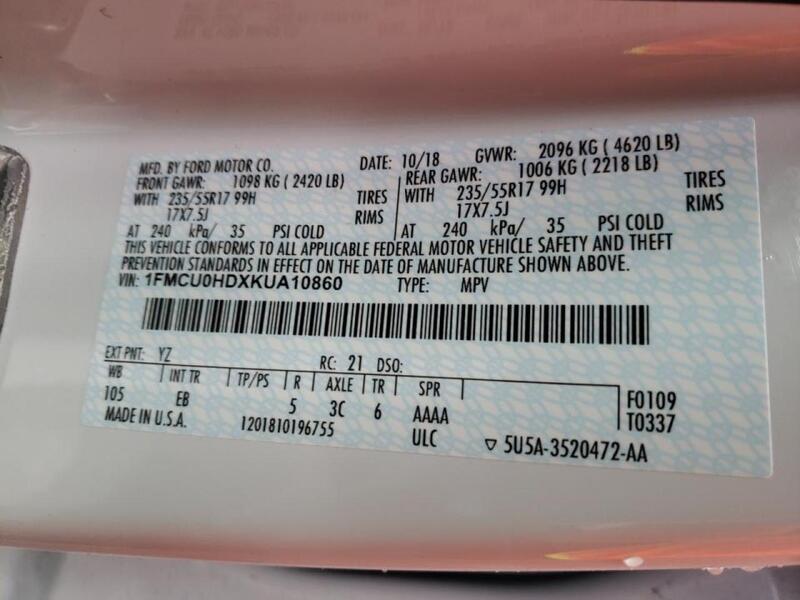 MFD. BY FORD MOTOR CO. DATE: 10/18 GVWR: 2096 KG (4620 LB)
FRONT GAWR: 1098 KG (2420 LB) REAR GAWR: 1006 KG (2218 LB)
WITH 235/55R17 99H TIRES WITH 235/55R17 99H TIRES
17X7.5J RIMS 17X7.5J RIMS
AT 240 kPa/ 35 PSI COLD AT 240 kPa/ 35 PSI COLD
THIS VEHICLE CONFORMS TO ALL APPLICABLE FEDERAL MOTOR VEHICLE SAFETY AND THEFT
PREVENTION STANDARDS IN EFFECT ON THE DATE OF MANUFACTURE SHOWN ABOVE.
VIN: 1FMCU0HDXKUA10860 TYPE: MPV
EXT PNT: YZ RC: 21 DSO:
WB INT TR TP/PS R AXLE TR SPR
105 EB 5 3C 6 AAAA F0109
MADE IN U.S.A. 1201810196755 ULC T0337
▽ 5U5A-3520472-AA